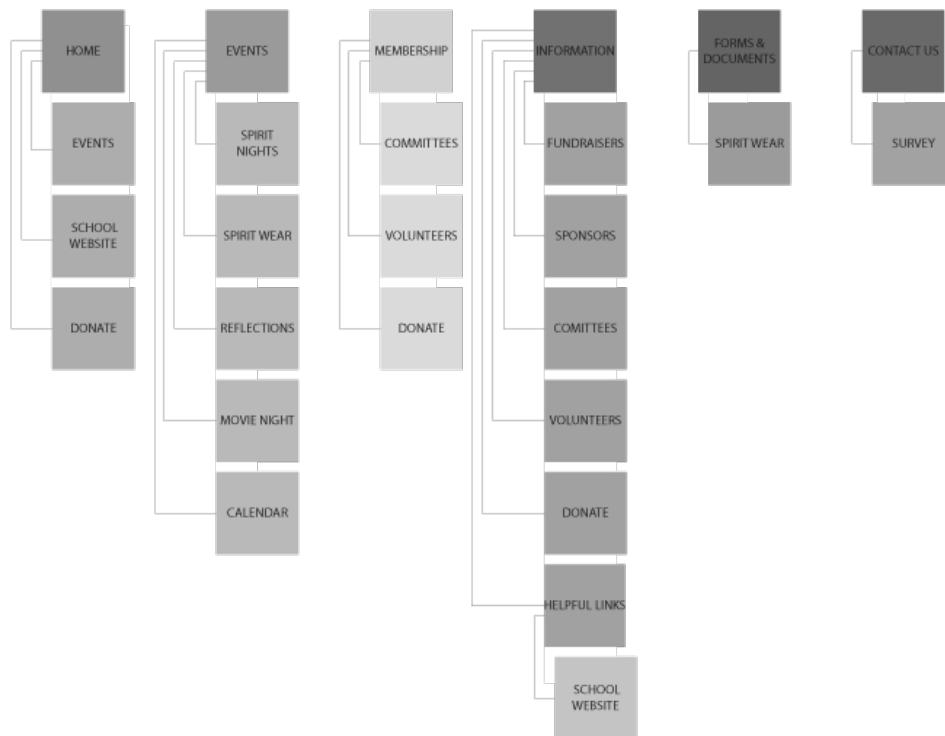 HOME
EVENTS
SCHOOL
WEBSITE
DONATE
EVENTS
SPIRIT
NIGHTS
SPIRIT WEAR
REFLECTIONS
MOVIE NIGHT
CALENDAR
MEMBERSHIP
COMMITTEES
VOLUNTEERS
DONATE
INFORMATION
FUNDRAISERS
SPONSORS
COMITTEES
VOLUNTEERS
DONATE
HELPFUL LINKS
SCHOOL
WEBSITE
FORMS &
DOCUMENTS
SPIRIT WEAR
CONTACT US
SURVEY